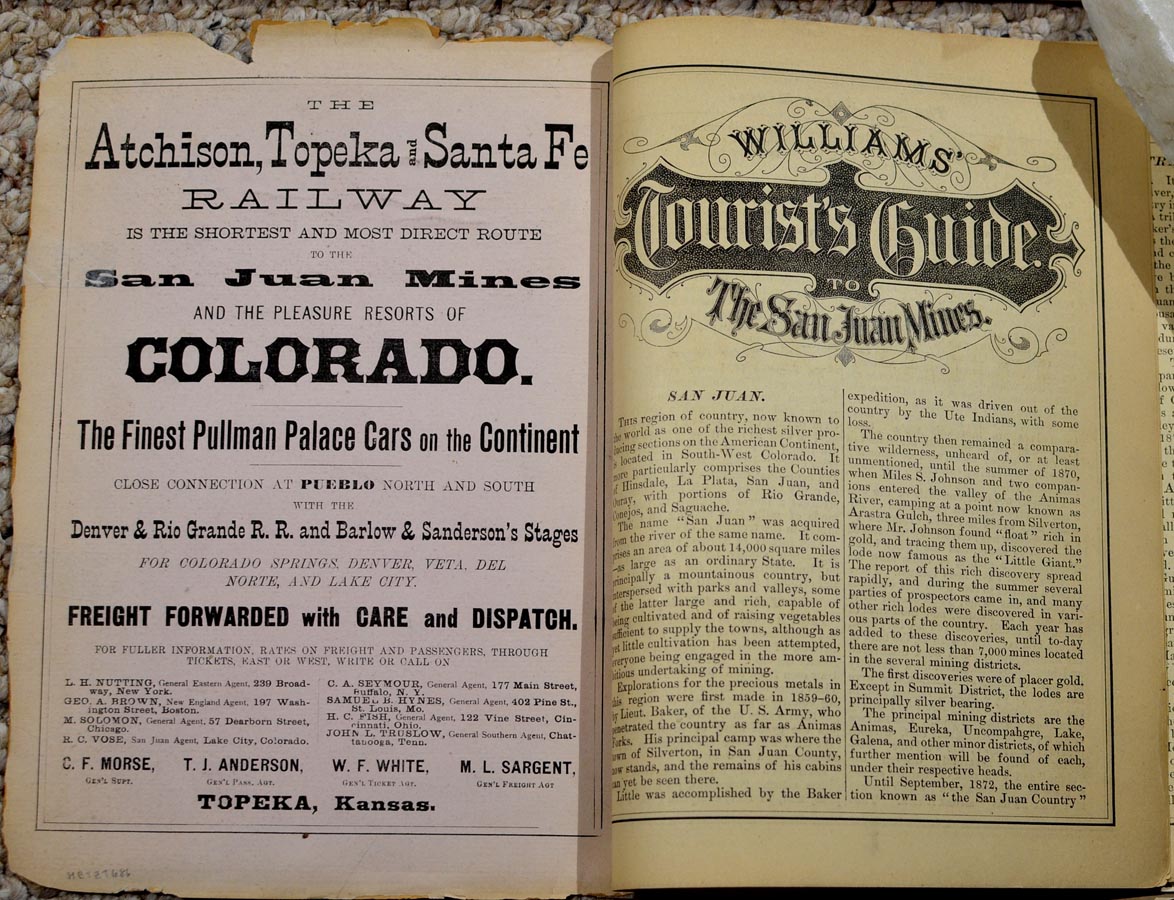 THE
Atchison, Topeka and Santa Fe
RAILWAY
IS THE SHORTEST AND MOST DIRECT ROUTE
TO THE
San Juan Mines
AND THE PLEASURE RESORTS OF
COLORADO.
The Finest Pullman Palace Cars on the Continent
CLOSE CONNECTION AT PUEBLO NORTH AND SOUTH
WITH THE
Denver & Rio Grande R. R. and Barlow & Sanderson's Stages
FOR COLORADO SPRINGS, DENVER, VETA, DEL
NORTE, AND LAKE CITY.
FREIGHT FORWARDED with CARE and DISPATCH.
FOR FULLER INFORMATION, RATES ON FREIGHT AND PASSENGERS, THROUGH
TICKETS, EAST OR WEST, WRITE OR CALL ON
L. H. NUTTING, General Eastern Agent, 239 Broad-
way, New York.
GEO. A. BROWN, New England Agent, 197 Wash-
ington Street, Boston.
M. SOLOMON, General Agent, 57 Dearborn Street,
Chicago.
R. C. VOSE, San Juan Agent, Lake City, Colorado.
C. A. SEYMOUR, General Agent, 177 Main Street,
Buffalo, N. Y.
SAMUEL B. HYNES, General Agent, 402 Pine St.,
St. Louis, Mo.
H. C. FISH, General Agent, 122 Vine Street, Cin-
cinnati, Ohio.
JOHN L. TRUSLOW, General Southern Agent, Chat-
tanooga, Tenn.
C. F. MORSE, T. J. ANDERSON, W. F. WHITE, M. L. SARGENT,
GEN'L SUPT. GEN'L PASS. AGT. GEN'L TICKET AGT. GEN'L FREIGHT AGT
TOPEKA, Kansas.
WILLIAMS'
Tourist's Guide.
TO
The San Juan Mines.
SAN JUAN.
THIS region of country, now known to
the world as one of the richest silver pro-
ducing sections on the American Continent,
is located in South-West Colorado. It
more particularly comprises the Counties
of Hinsdale, La Plata, San Juan, and
Ouray, with portions of Rio Grande,
Conejos, and Saguache.
The name "San Juan" was acquired
from the river of the same name. It com-
prises an area of about 14,000 square miles
—as large as an ordinary State. It is
principally a mountainous country, but
interspersed with parks and valleys, some
of the latter large and rich, capable of
being cultivated and of raising vegetables
sufficient to supply the towns, although as
yet little cultivation has been attempted,
everyone being engaged in the more am-
bitious undertaking of mining.
Explorations for the precious metals in
this region were first made in 1859-60,
by Lieut. Baker, of the U. S. Army, who
penetrated the country as far as Animas
Forks. His principal camp was where the
town of Silverton, in San Juan County,
now stands, and the remains of his cabins
can yet be seen there.
Little was accomplished by the Baker
expedition, as it was driven out of the
country by the Ute Indians, with some
loss.
The country then remained a compara-
tive wilderness, unheard of, or at least
unmentioned, until the summer of 1870,
when Miles S. Johnson and two compan-
ions entered the valley of the Animas
River, camping at a point now known as
Arastra Gulch, three miles from Silverton,
where Mr. Johnson found "float" rich in
gold, and tracing them up, discovered the
lode now famous as the "Little Giant."
The report of this rich discovery spread
rapidly, and during the summer several
parties of prospectors came in, and many
other rich lodes were discovered in vari-
ous parts of the country. Each year has
added to these discoveries, until to-day
there are not less than 7,000 mines located
in the several mining districts.
The first discoveries were of placer gold.
Except in Summit District, the lodes are
principally silver bearing.
The principal mining districts are the
Animas, Eureka, Uncompahgre, Lake,
Galena, and other minor districts, of which
further mention will be found of each,
under their respective heads.
Until September, 1872, the entire sec-
tion known as "the San Juan Country"